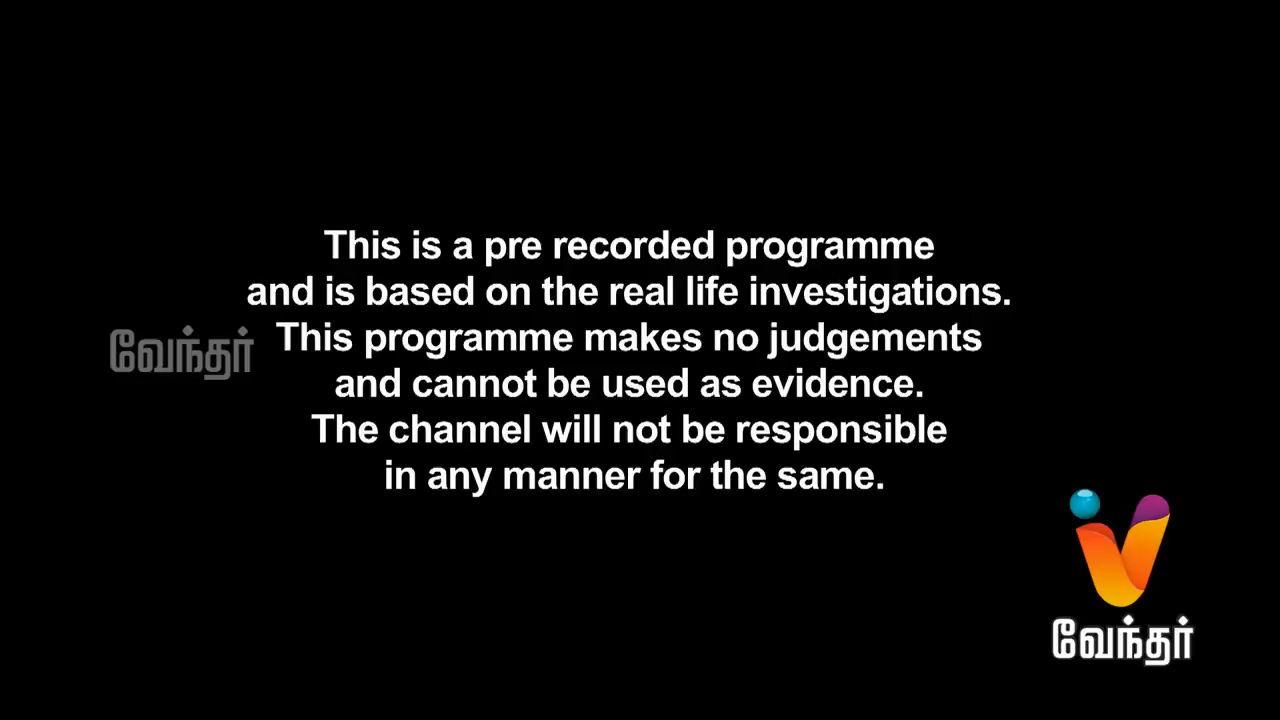 This is a pre recorded programme
and is based on the real life investigations.
வேந்தர்
This programme makes no judgements
and cannot be used as evidence.
The channel will not be responsible
in any manner for the same.
வேந்தர்